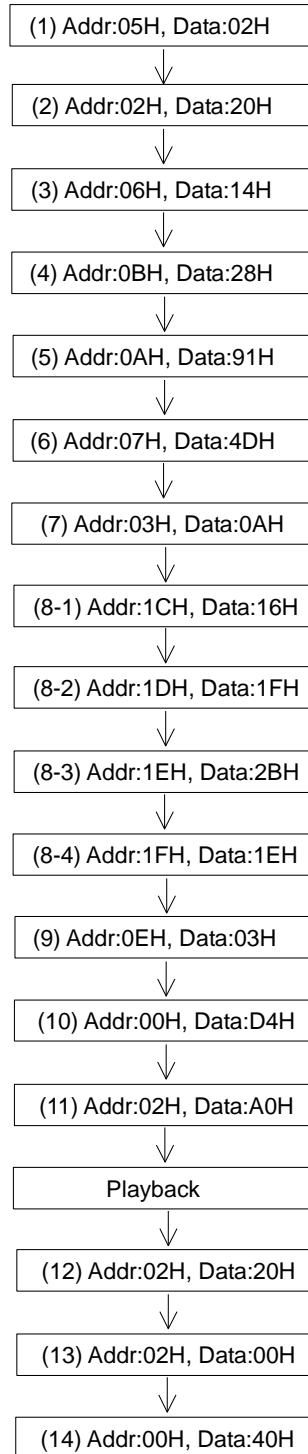 (1) Addr:05H, Data:02H
(2) Addr:02H, Data:20H
(3) Addr:06H, Data:14H
(4) Addr:0BH, Data:28H
(5) Addr:0AH, Data:91H
(6) Addr:07H, Data:4DH
(7) Addr:03H, Data:0AH
(8-1) Addr:1CH, Data:16H
(8-2) Addr:1DH, Data:1FH
(8-3) Addr:1EH, Data:2BH
(8-4) Addr:1FH, Data:1EH
(9) Addr:0EH, Data:03H
(10) Addr:00H, Data:D4H
(11) Addr:02H, Data:A0H
Playback
(12) Addr:02H, Data:20H
(13) Addr:02H, Data:00H
(14) Addr:00H, Data:40H